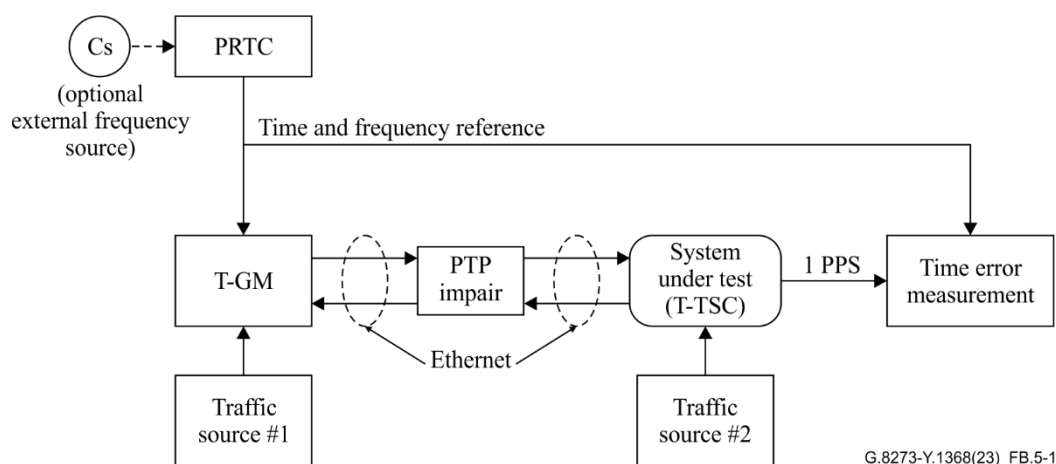 Cs
PRTC
(optional
external frequency
source)
Time and frequency reference
T-GM
PTP
impair
System
under test
(T-TSC)
1 PPS
Time error
measurement
Ethernet
Traffic
source #1
Traffic
source #2
G.8273-Y.1368(23)_FB.5-1